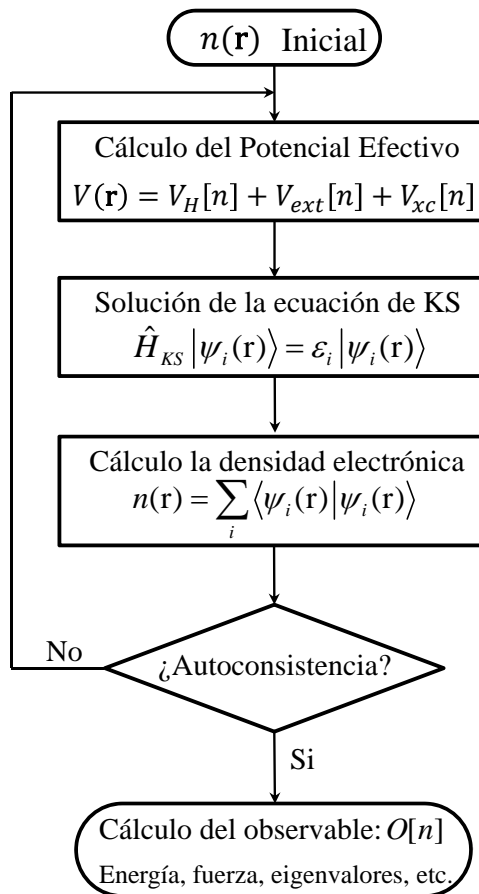 n(r) Inicial
Cálculo del Potencial Efectivo
V(r) = V_H[n] + V_ext[n] + V_xc[n]
Solución de la ecuación de KS
Ĥ_KS |ψ_i(r)⟩ = ε_i |ψ_i(r)⟩
Cálculo la densidad electrónica
n(r) = ∑_i ⟨ψ_i(r)|ψ_i(r)⟩
No
¿Autoconsistencia?
Si
Cálculo del observable: O[n]
Energía, fuerza, eigenvalores, etc.